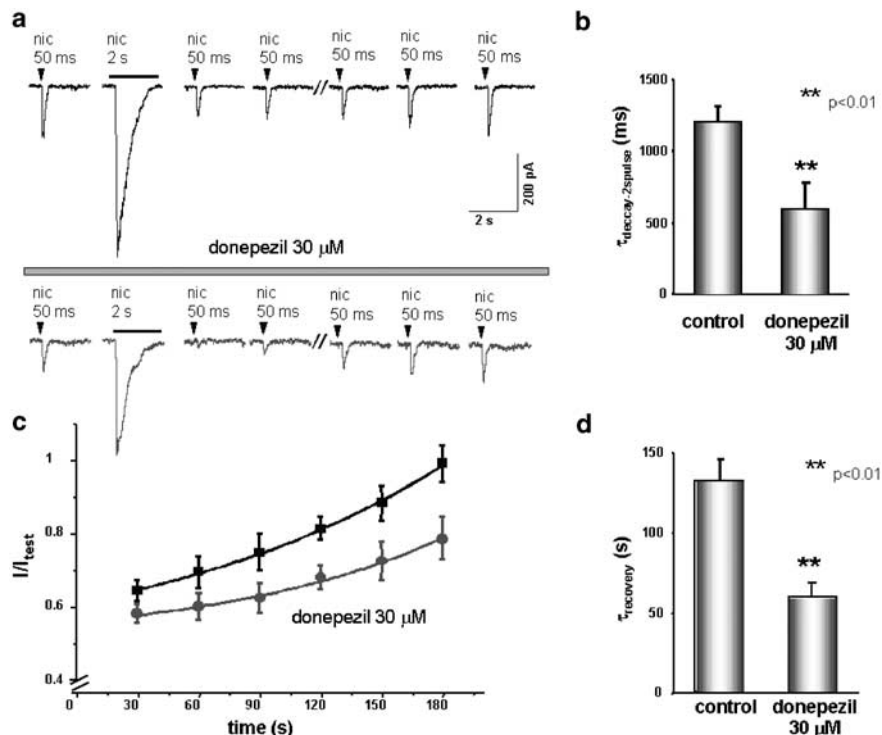 a
nic nic nic nic nic nic nic
50 ms 2 s 50 ms 50 ms 50 ms 50 ms 50 ms
200 pA
2 s
donepezil 30 µM
nic nic nic nic nic nic nic
50 ms 2 s 50 ms 50 ms 50 ms 50 ms 50 ms
b
1500
1000
500
0
τdeccay-2spulse (ms)
** p<0.01
**
control donepezil
30 µM
c
1
0.8
0.6
0.4
I/Itest
donepezil 30 µM
0 30 60 90 120 150 180
time (s)
d
150
100
50
0
τrecovery (s)
** p<0.01
**
control donepezil
30 µM